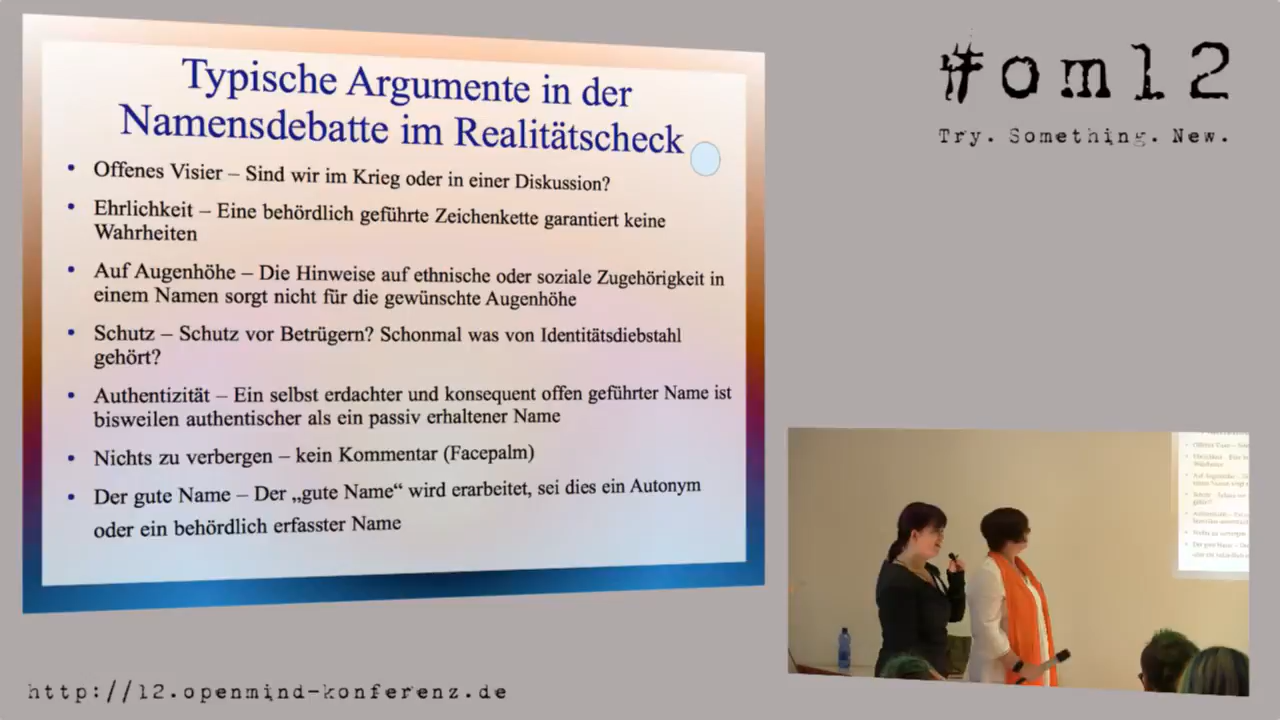 Typische Argumente in der
Namensdebatte im Realitätscheck
• Offenes Visier – Sind wir im Krieg oder in einer Diskussion?
• Ehrlichkeit – Eine behördlich geführte Zeichenkette garantiert keine
Wahrheiten
• Auf Augenhöhe – Die Hinweise auf ethnische oder soziale Zugehörigkeit in
einem Namen sorgt nicht für die gewünschte Augenhöhe
• Schutz – Schutz vor Betrügern? Schonmal was von Identitätsdiebstahl
gehört?
• Authentizität – Ein selbst erdachter und konsequent offen geführter Name ist
bisweilen authentischer als ein passiv erhaltener Name
• Nichts zu verbergen – kein Kommentar (Facepalm)
• Der gute Name – Der „gute Name“ wird erarbeitet, sei dies ein Autonym
oder ein behördlich erfasster Name
#om12
Try. Something. New.
http://12.openmind-konferenz.de